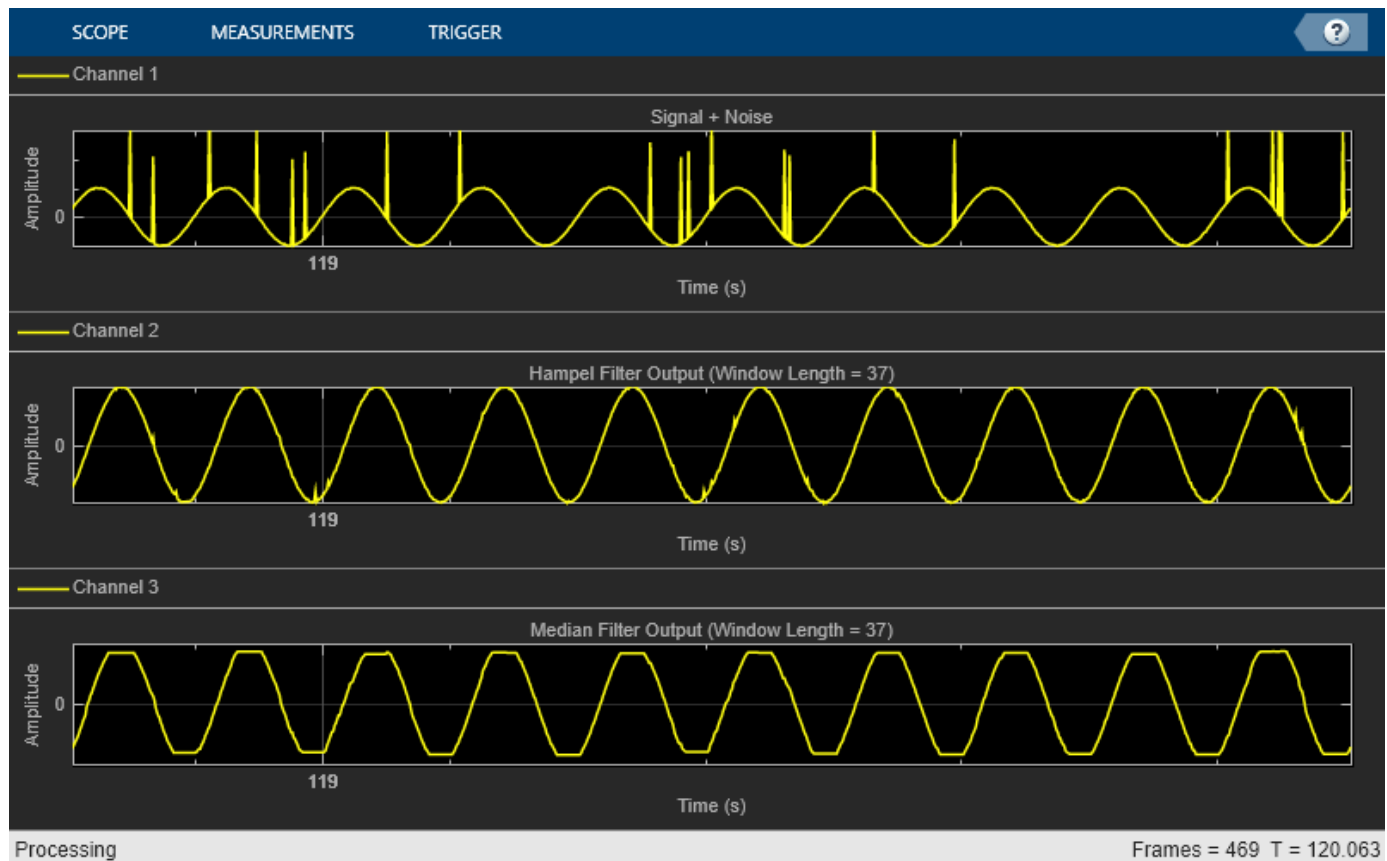 SCOPE MEASUREMENTS TRIGGER ?
Channel 1
Signal + Noise
Amplitude
0
119
Time (s)
Channel 2
Hampel Filter Output (Window Length = 37)
Amplitude
0
119
Time (s)
Channel 3
Median Filter Output (Window Length = 37)
Amplitude
0
119
Time (s)
Processing Frames = 469 T = 120.063